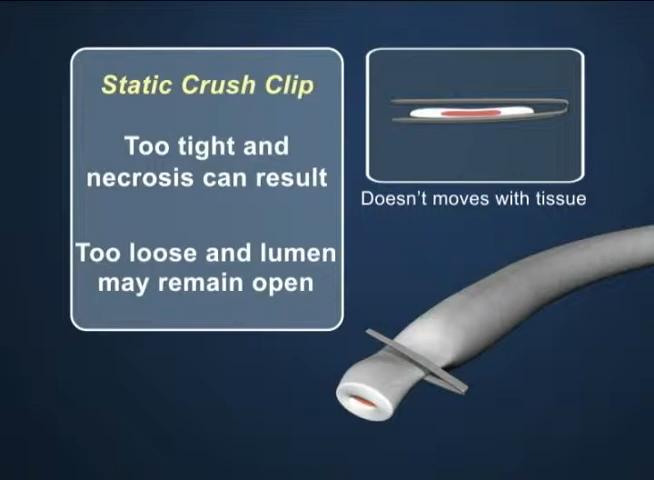 Static Crush Clip
Too tight and
necrosis can result
Too loose and lumen
may remain open
Doesn't moves with tissue